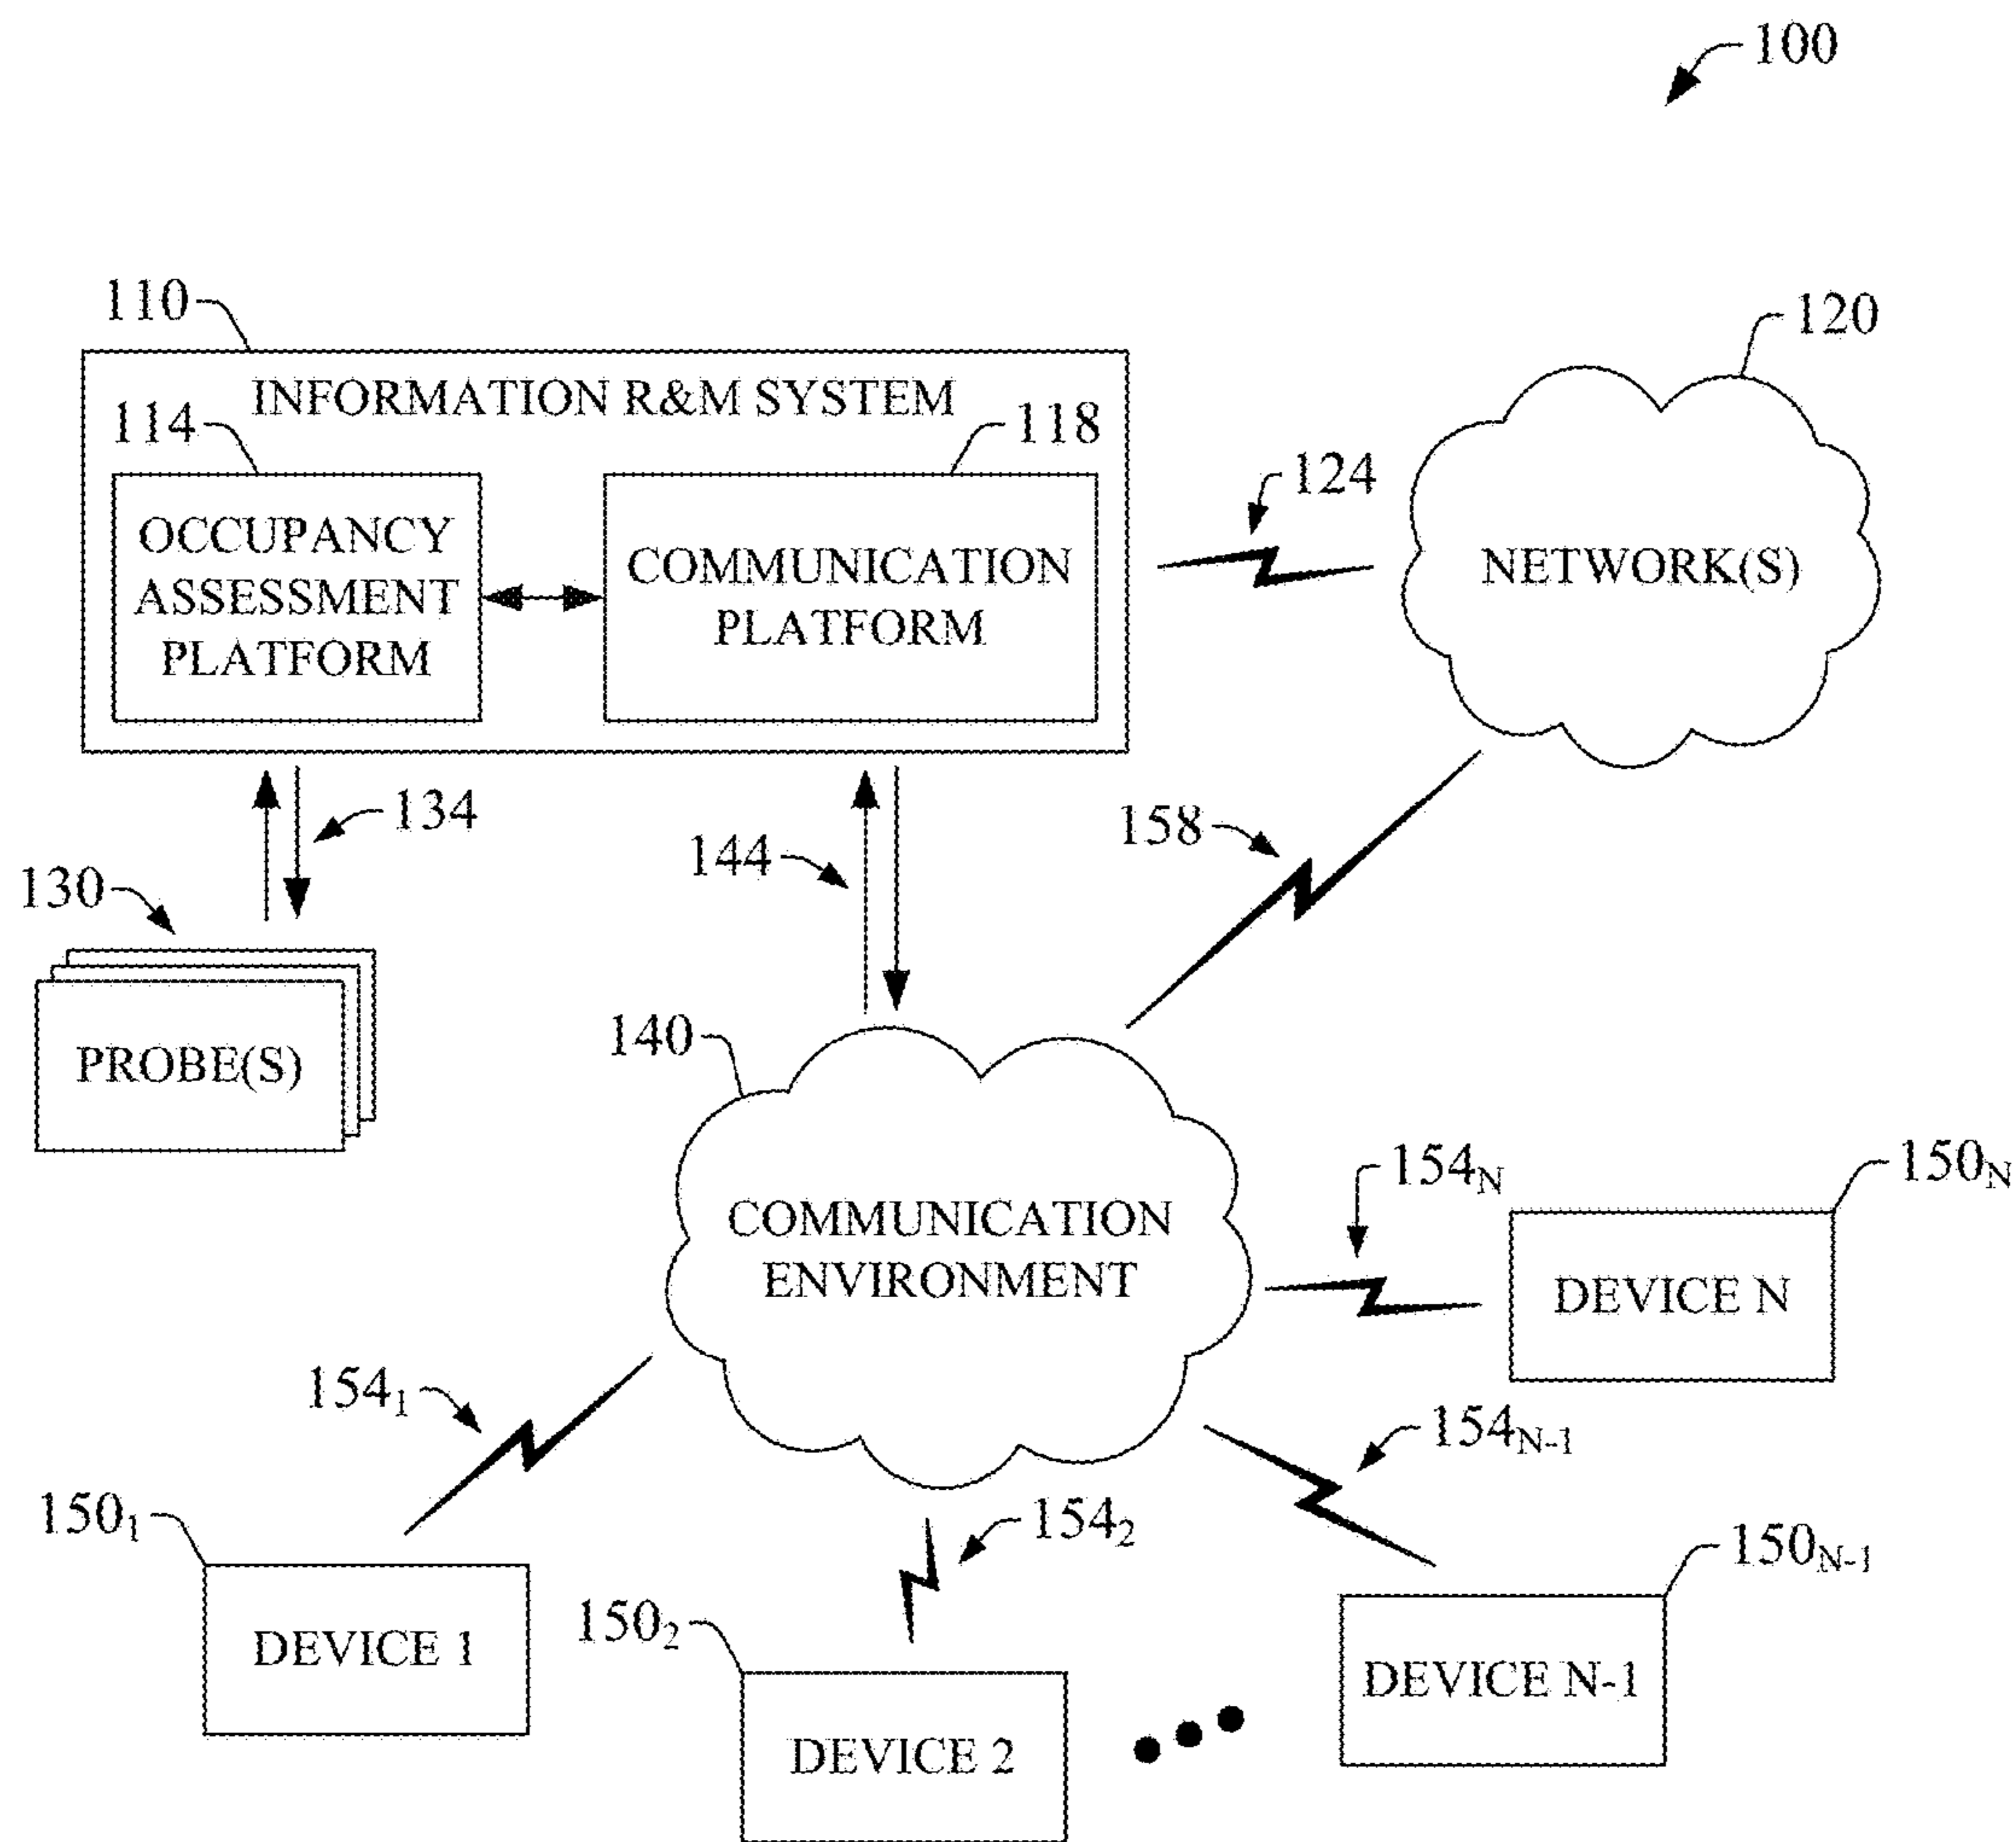 100
110
120
INFORMATION R&M SYSTEM
114
118
124
OCCUPANCY
ASSESSMENT
PLATFORM
COMMUNICATION
PLATFORM
NETWORK(S)
134
158
144
130
PROBE(S)
140
COMMUNICATION
ENVIRONMENT
154N
150N
DEVICE N
1541
154N-1
1501
1542
150N-1
DEVICE 1
1502
DEVICE N-1
DEVICE 2